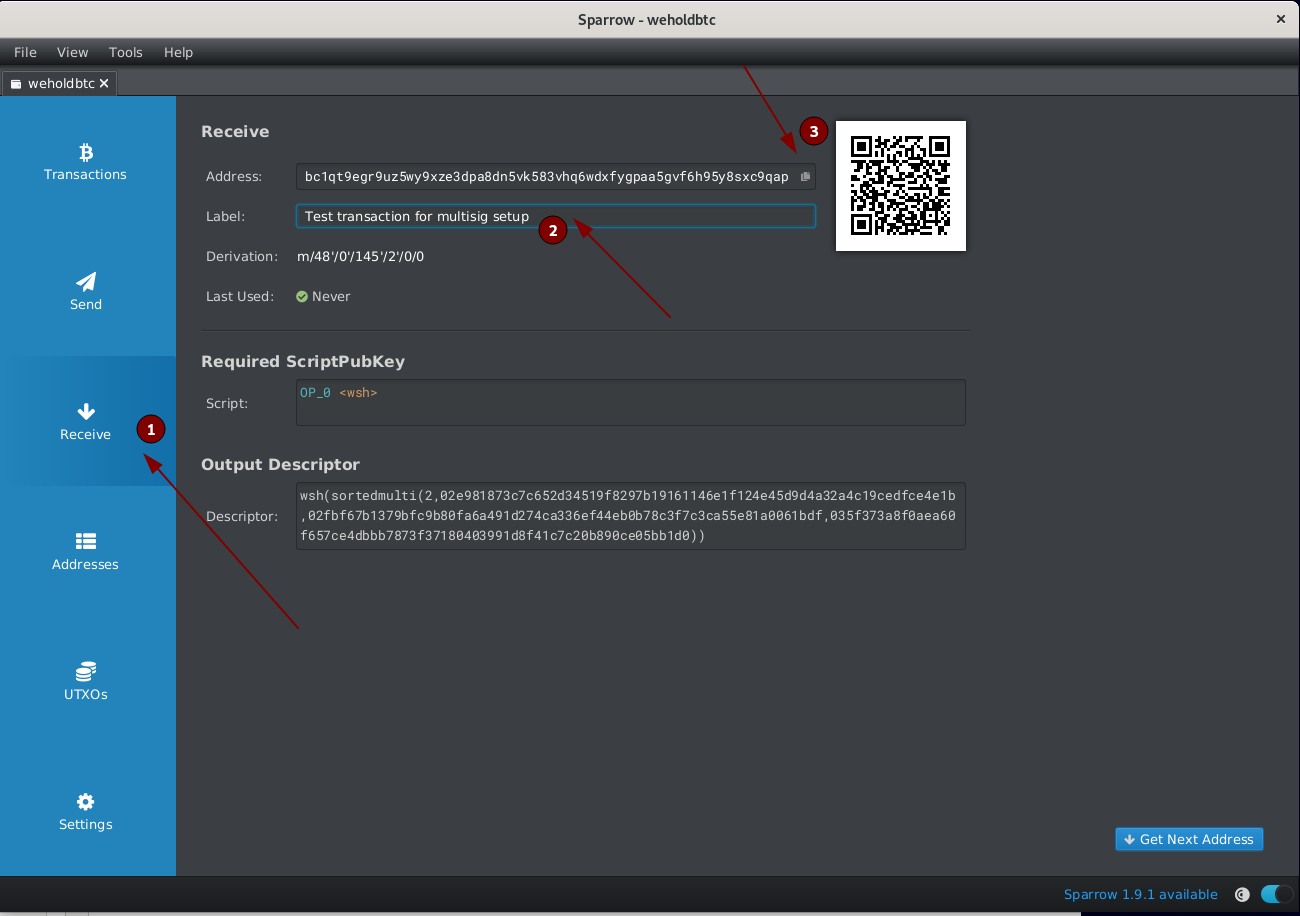 Sparrow - weholdbtc
File View Tools Help
weholdbtc
Transactions
Send
Receive
1
Addresses
UTXOs
Settings
Receive
3
Address: bc1qt9egr9uz5wy9xze3dpa8dn5vk583vhq6wdxfygpaa5gvf6h95y8sxc9qap
Label: Test transaction for multisig setup
2
Derivation: m/48'/0'/145'/2'/0/0
Last Used: Never
Required ScriptPubKey
Script: OP_0 <wsh>
Output Descriptor
Descriptor: wsh(sortedmulti(2,02e981873c7c652d34519f8297b19161146e1f124e45d9d4a32a4c19cedfce4e1b
,02fbf67b1379bfc9b80fa6a491d274ca336ef44eb0b78c3f7c3ca55e81a0061bdf,035f373a8f0aea60
f657ce4dbbb7873f37180403991d8f41c7c20b890ce05bb1d0))
Get Next Address
Sparrow 1.9.1 available